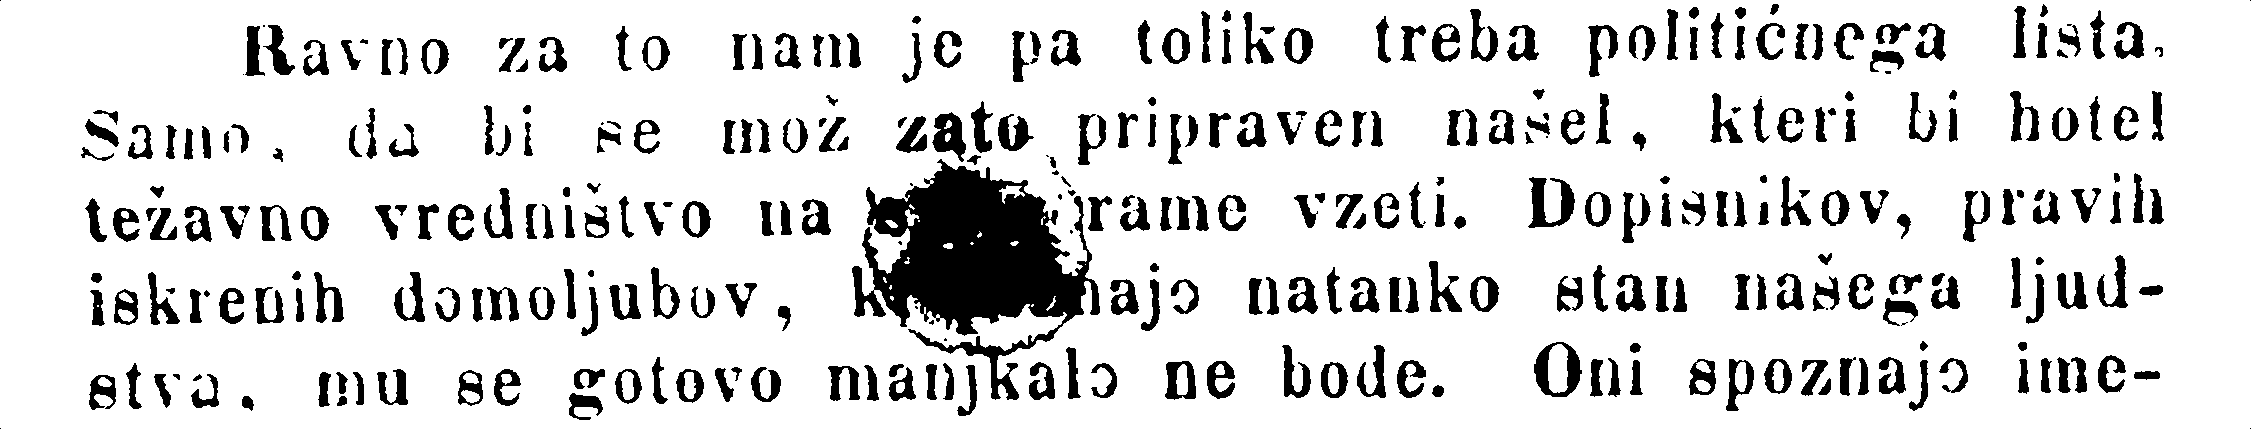 Ravno za to nam je pa toliko treba politićnega lista.
Samo, da bi se mož zato pripraven našel, kteri bi hotel
težavno vredništvo na rame vzeti. Dopisnikov, pravih
iskrenih domoljubov, natanko stan našega ljud-
stva, mu se gotovo manjkalo ne bode. Oni spoznajo ime-